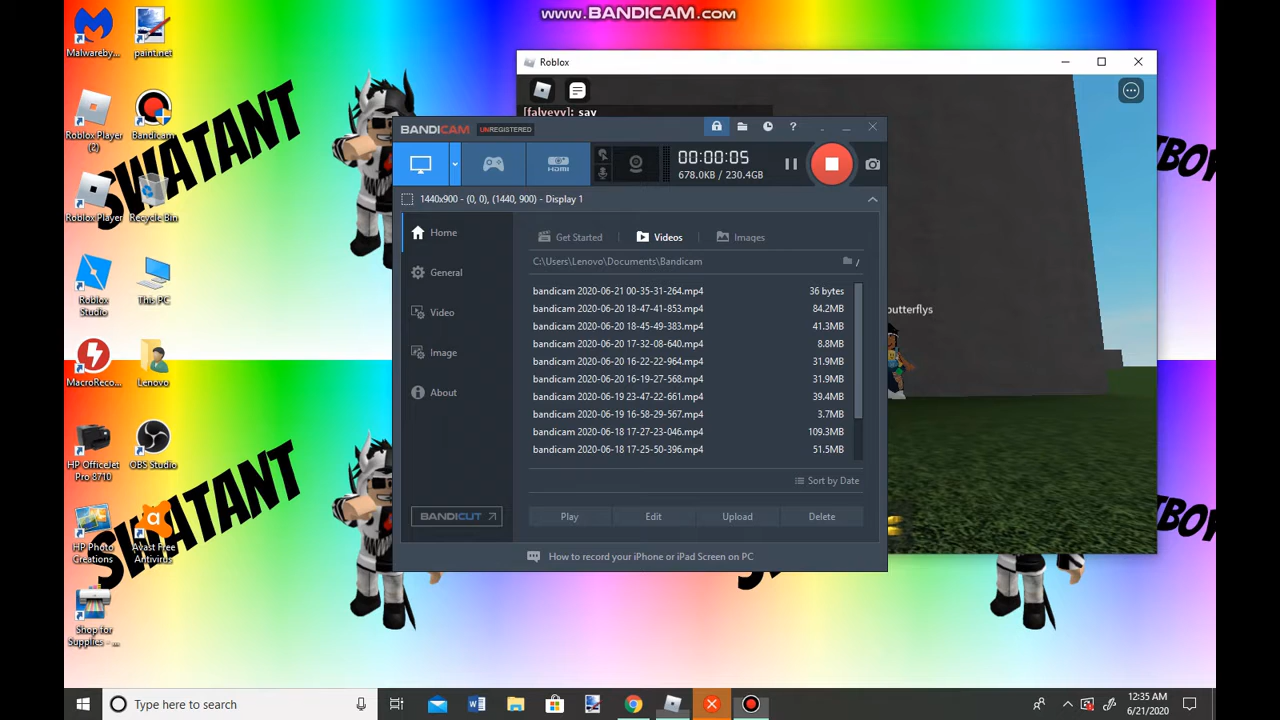 www.BANDICAM.com
Malwareby...
paint.net
Roblox Player (2)
Bandicam
Roblox Player
Recycle Bin
Roblox Studio
This PC
MacroReco...
Lenovo
HP OfficeJet Pro 8710
OBS Studio
HP Photo Creations
Avast Free Antivirus
Shop for Supplies - ...
SWATANT
SWATANT
Roblox
[falveyy]: say
butterflys
BANDICAM UNREGISTERED
HDMI
00:00:05
678.0KB / 230.4GB
1440x900 - (0, 0), (1440, 900) - Display 1
Home
General
Video
Image
About
BANDICUT
Get Started
Videos
Images
C:\Users\Lenovo\Documents\Bandicam
bandicam 2020-06-21 00-35-31-264.mp4 36 bytes
bandicam 2020-06-20 18-47-41-853.mp4 84.2MB
bandicam 2020-06-20 18-45-49-383.mp4 41.3MB
bandicam 2020-06-20 17-32-08-640.mp4 8.8MB
bandicam 2020-06-20 16-22-22-964.mp4 31.9MB
bandicam 2020-06-20 16-19-27-568.mp4 31.9MB
bandicam 2020-06-19 23-47-22-661.mp4 39.4MB
bandicam 2020-06-19 16-58-29-567.mp4 3.7MB
bandicam 2020-06-18 17-27-23-046.mp4 109.3MB
bandicam 2020-06-18 17-25-50-396.mp4 51.5MB
Sort by Date
Play
Edit
Upload
Delete
How to record your iPhone or iPad Screen on PC
Type here to search
12:35 AM
6/21/2020